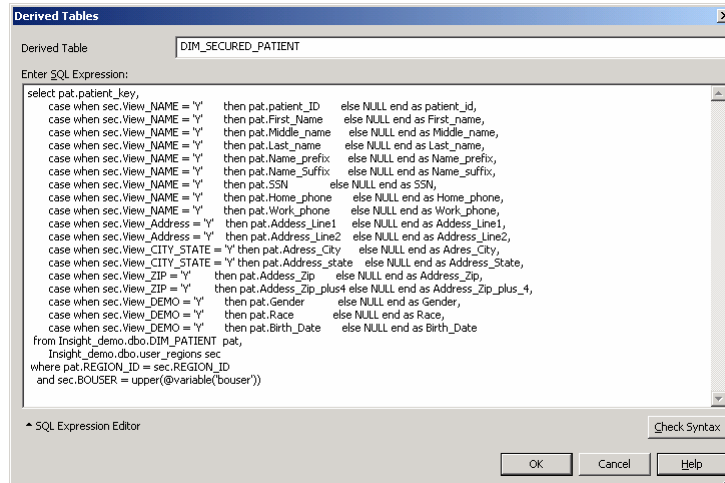 Derived Tables
Derived Table DIM_SECURED_PATIENT
Enter SQL Expression:
select pat.patient_key,
case when sec.View_NAME = 'Y' then pat.patient_ID else NULL end as patient_id,
case when sec.View_NAME = 'Y' then pat.First_Name else NULL end as First_name,
case when sec.View_NAME = 'Y' then pat.Middle_name else NULL end as Middle_name,
case when sec.View_NAME = 'Y' then pat.Last_name else NULL end as Last_name,
case when sec.View_NAME = 'Y' then pat.Name_prefix else NULL end as Name_prefix,
case when sec.View_NAME = 'Y' then pat.Name_Suffix else NULL end as Name_suffix,
case when sec.View_NAME = 'Y' then pat.SSN else NULL end as SSN,
case when sec.View_NAME = 'Y' then pat.Home_phone else NULL end as Home_phone,
case when sec.View_NAME = 'Y' then pat.Work_phone else NULL end as Work_phone,
case when sec.View_Address = 'Y' then pat.Addess_Line1 else NULL end as Addess_Line1,
case when sec.View_Address = 'Y' then pat.Address_Line2 else NULL end as Address_Line2,
case when sec.View_CITY_STATE = 'Y' then pat.Adress_City else NULL end as Adres_City,
case when sec.View_CITY_STATE = 'Y' then pat.Address_state else NULL end as Address_State,
case when sec.View_ZIP = 'Y' then pat.Addess_Zip else NULL end as Address_Zip,
case when sec.View_ZIP = 'Y' then pat.Addess_Zip_plus4 else NULL end as Address_Zip_plus_4,
case when sec.View_DEMO = 'Y' then pat.Gender else NULL end as Gender,
case when sec.View_DEMO = 'Y' then pat.Race else NULL end as Race,
case when sec.View_DEMO = 'Y' then pat.Birth_Date else NULL end as Birth_Date
from Insight_demo.dbo.DIM_PATIENT pat,
Insight_demo.dbo.user_regions sec
where pat.REGION_ID = sec.REGION_ID
and sec.BOUSER = upper(@variable('bouser'))
SQL Expression Editor
Check Syntax
OK Cancel Help